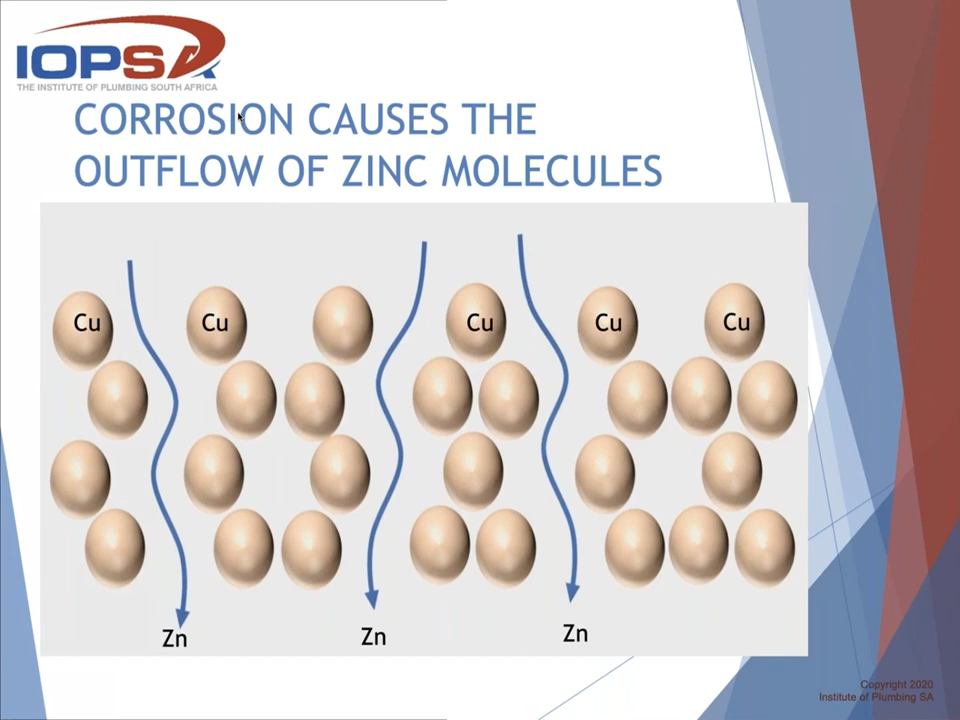 IOPSA
THE INSTITUTE OF PLUMBING SOUTH AFRICA
CORROSION CAUSES THE
OUTFLOW OF ZINC MOLECULES
Cu Cu Cu Cu Cu
Zn Zn Zn
Copyright 2020
Institute of Plumbing SA